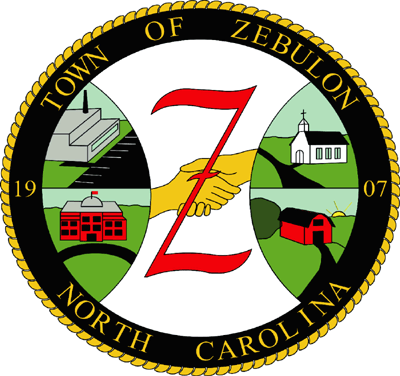 TOWN OF ZEBULON
19 07
Z
NORTH CAROLINA